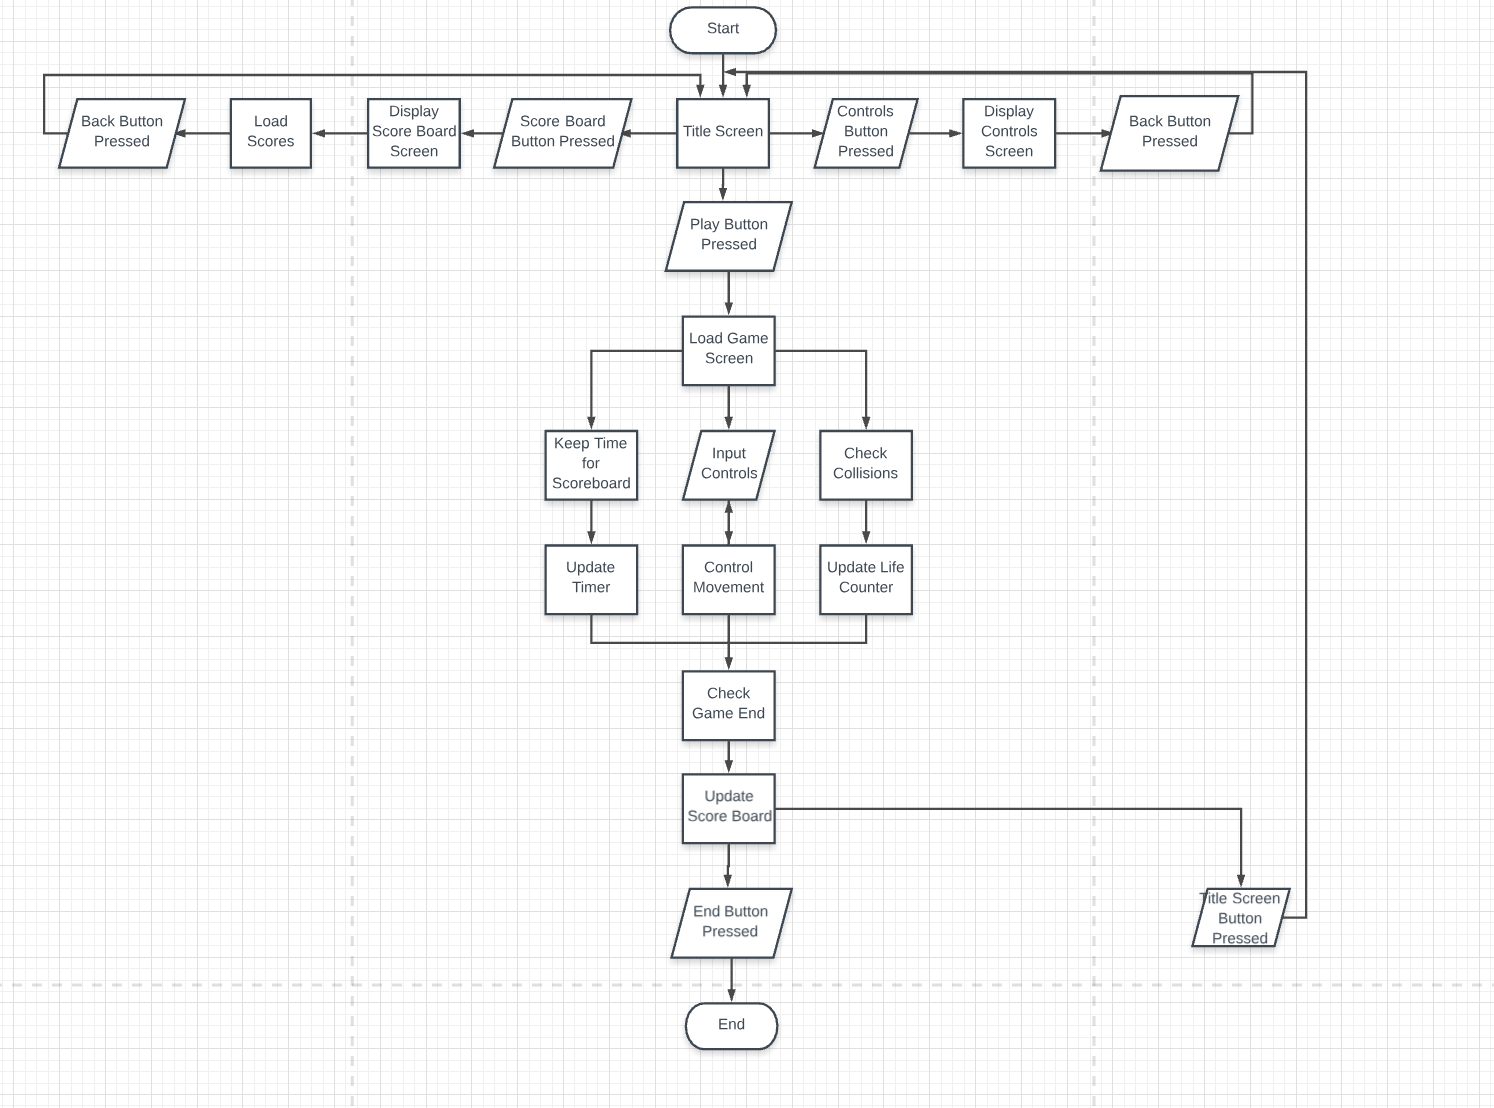 Start
Back Button
Pressed
Load
Scores
Display
Score Board
Screen
Score Board
Button Pressed
Title Screen
Controls
Button
Pressed
Display
Controls
Screen
Back Button
Pressed
Play Button
Pressed
Load Game
Screen
Keep Time
for
Scoreboard
Input
Controls
Check
Collisions
Update
Timer
Control
Movement
Update Life
Counter
Check
Game End
Update
Score Board
End Button
Pressed
Title Screen
Button
Pressed
End